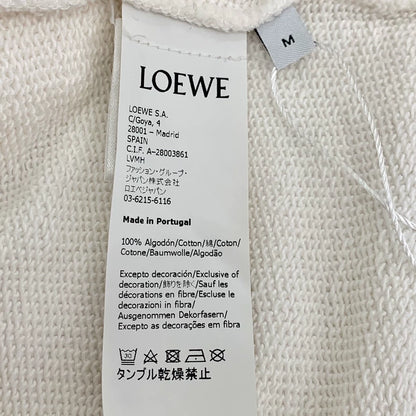 LOEWE
M
LOEWE S.A.
C/Goya, 4
28001 – Madrid
SPAIN
C.I.F. A-28003861
LVMH
ファッション・グループ・
ジャパン株式会社
ロエベジャパン
03-6215-6116
Made in Portugal
100% Algodón/Cotton/綿/Coton/
Cotone/Baumwolle/Algodão
Excepto decoración/Exclusive of
decoration/飾りを除く/Sauf les
décorations en fibre/Escluse le
decorazioni in fibra/
Ausgenommen Dekorfasern/
Excepto as decorações em fibra
30
タンブル乾燥禁止